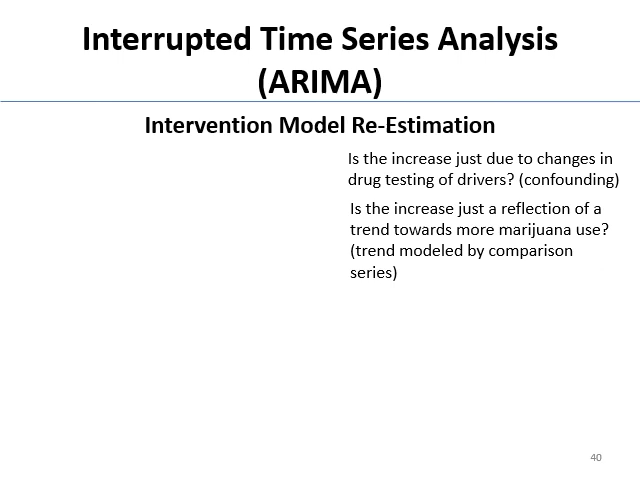 Interrupted Time Series Analysis
(ARIMA)
Intervention Model Re-Estimation
Is the increase just due to changes in
drug testing of drivers? (confounding)
Is the increase just a reflection of a
trend towards more marijuana use?
(trend modeled by comparison
series)
40